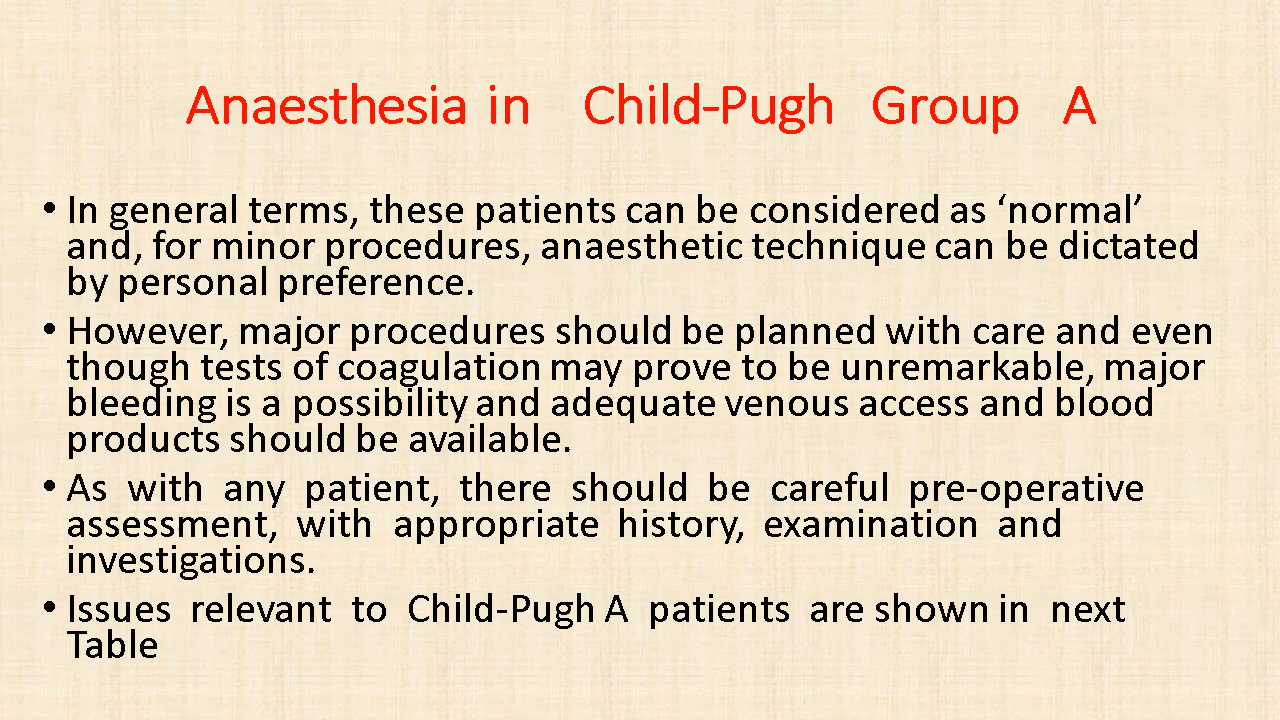 Anaesthesia in Child-Pugh Group A
• In general terms, these patients can be considered as ‘normal’
and, for minor procedures, anaesthetic technique can be dictated
by personal preference.
• However, major procedures should be planned with care and even
though tests of coagulation may prove to be unremarkable, major
bleeding is a possibility and adequate venous access and blood
products should be available.
• As with any patient, there should be careful pre-operative
assessment, with appropriate history, examination and
investigations.
• Issues relevant to Child-Pugh A patients are shown in next
Table